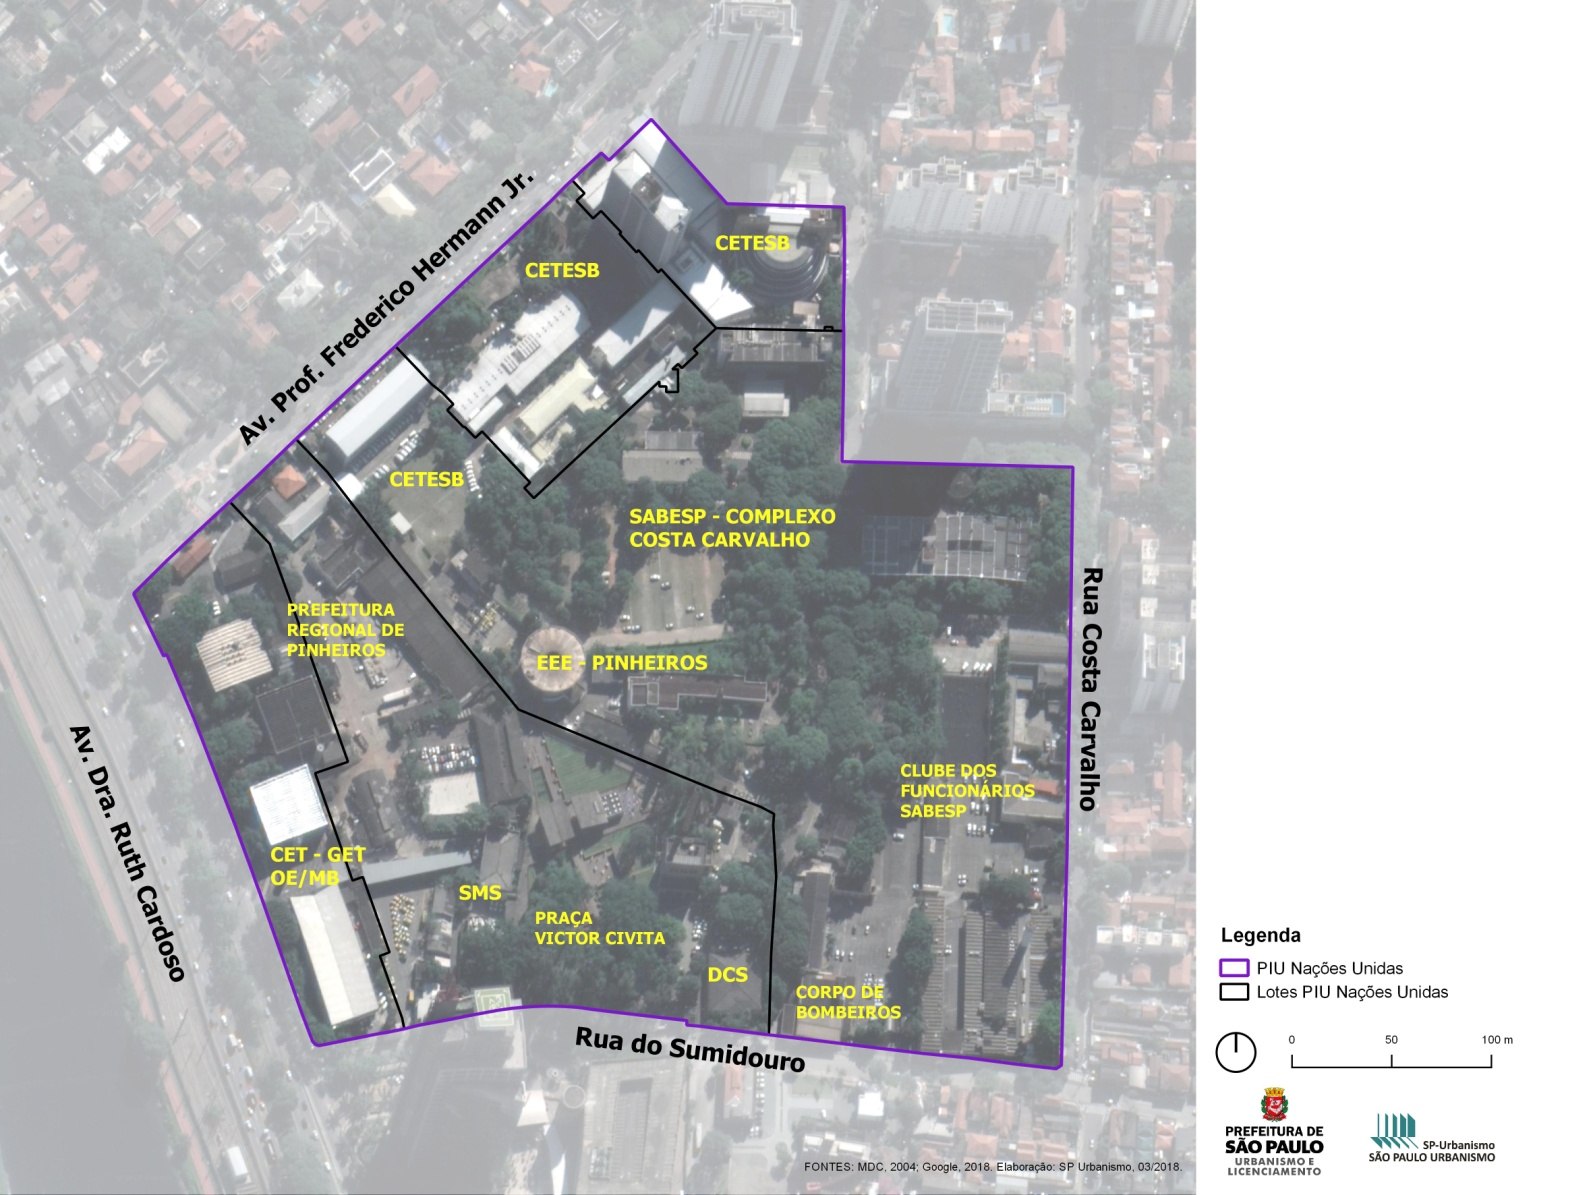 Av. Prof. Frederico Hermann Jr.
CETESB
CETESB
CETESB
SABESP - COMPLEXO
COSTA CARVALHO
PREFEITURA
REGIONAL DE
PINHEIROS
EEE - PINHEIROS
Rua Costa Carvalho
Av. Dra. Ruth Cardoso
CLUBE DOS
FUNCIONÁRIOS
SABESP
CET - GET
OE/MB
SMS
PRAÇA
VICTOR CIVITA
DCS
CORPO DE
BOMBEIROS
Rua do Sumidouro
FONTES: MDC, 2004; Google, 2018. Elaboração: SP Urbanismo, 03/2018.
Legenda
PIU Nações Unidas
Lotes PIU Nações Unidas
0 50 100 m
PREFEITURA DE
SÃO PAULO
URBANISMO E
LICENCIAMENTO
SP-Urbanismo
SÃO PAULO URBANISMO